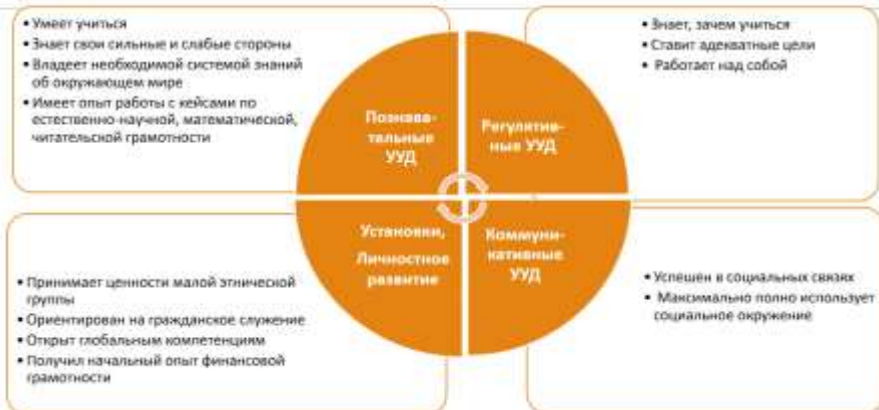 • Умеет учиться
• Знает свои сильные и слабые стороны
• Владеет необходимой системой знаний
об окружающем мире
• Имеет опыт работы с кейсами по
естественно-научной, математической,
читательской грамотности
• Знает, зачем учиться
• Ставит адекватные цели
• Работает над собой
Познава-
тельные
УУД
Регулятив-
ные УУД
Установки,
Личностное
развитие
Коммуни-
кативные
УУД
• Принимает ценности малой этнической
группы
• Ориентирован на гражданское служение
• Открыт глобальным компетенциям
• Получил начальный опыт финансовой
грамотности
• Успешен в социальных связях
• Максимально полно использует
социальное окружение